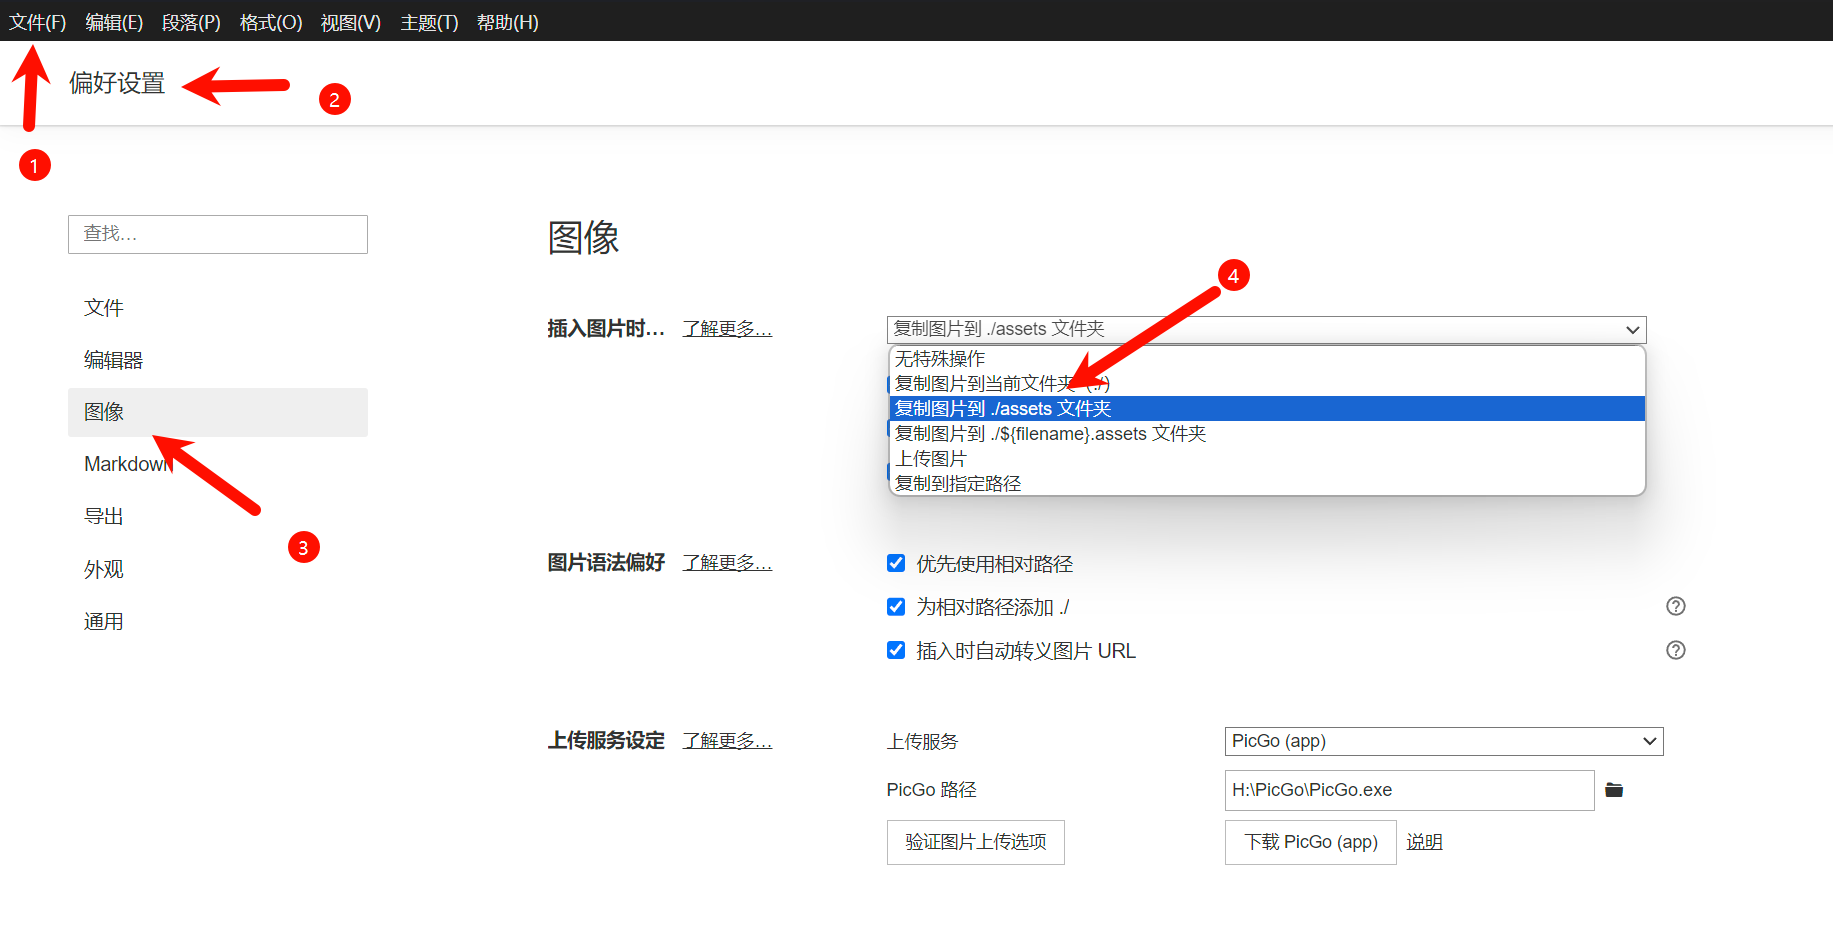 文件(F) 编辑(E) 段落(P) 格式(O) 视图(V) 主题(T) 帮助(H)
偏好设置
2
1
查找…
图像
4
文件
插入图片时… 了解更多… 复制图片到 ./assets 文件夹
无特殊操作
编辑器
复制图片到当前文件夹 (./)
图像
复制图片到 ./assets 文件夹
复制图片到 ./${filename}.assets 文件夹
Markdown
上传图片
复制到指定路径
导出
3
图片语法偏好 了解更多… 优先使用相对路径
外观
为相对路径添加 ./
通用
插入时自动转义图片 URL
上传服务设定 了解更多… 上传服务 PicGo (app)
PicGo 路径 H:\PicGo\PicGo.exe
验证图片上传选项 下载 PicGo (app) 说明